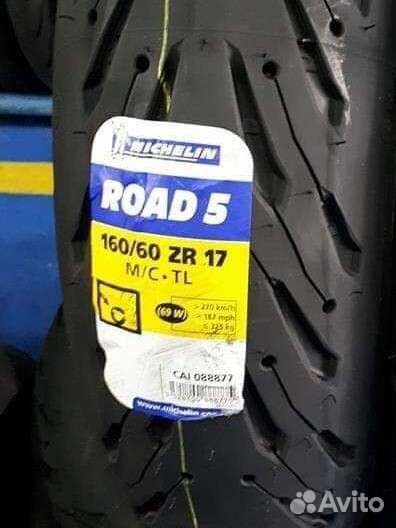 MICHELIN
ROAD 5
160/60 ZR 17
M/C • TL
(69 W)
> 270 km/h
> 167 mph
≤ 325 kg
CAI 088877
www.michelin.co
Avito